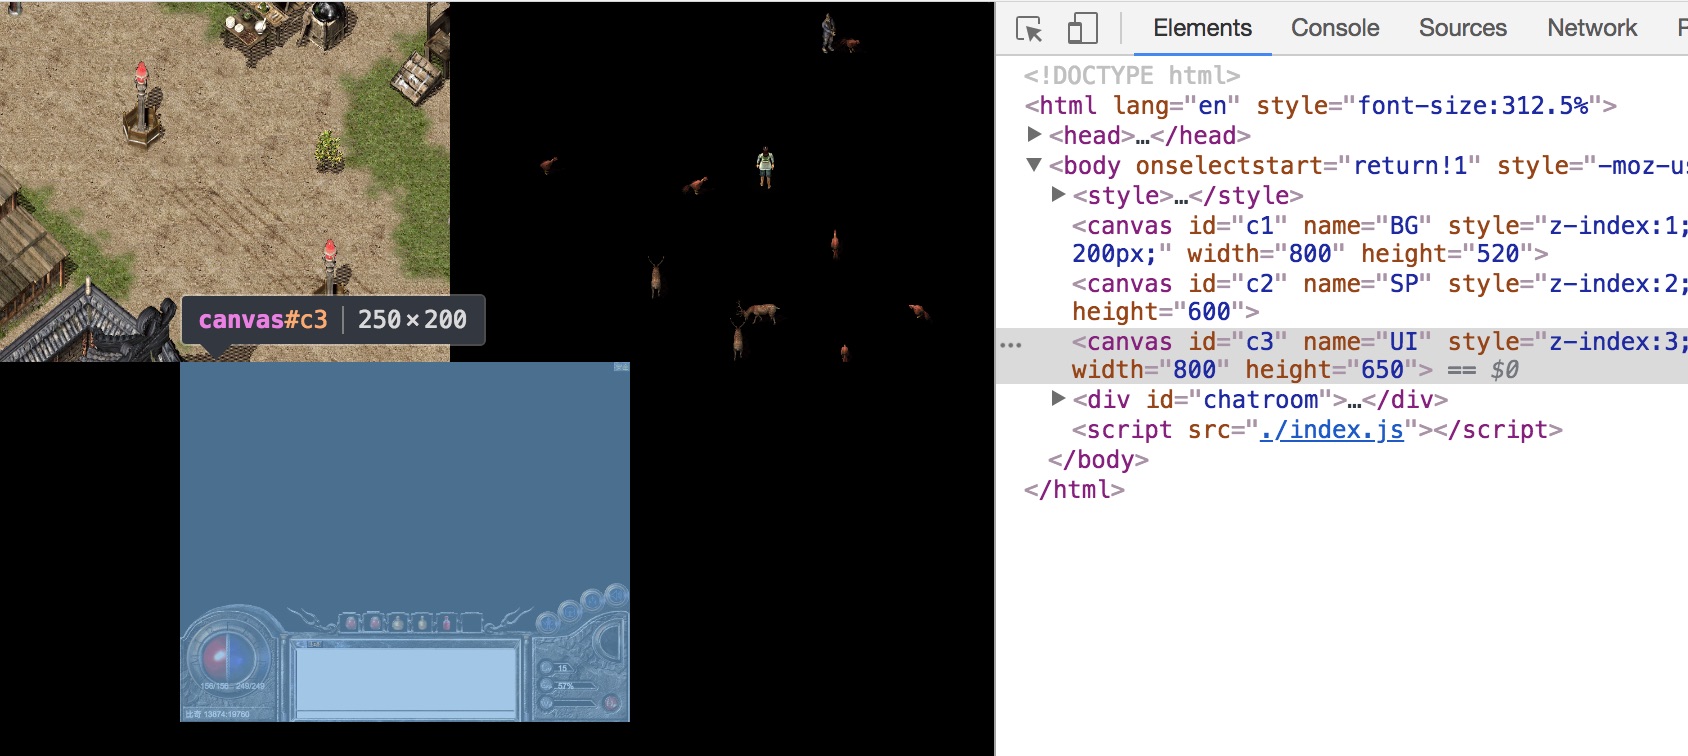 Elements Console Sources Network
<!DOCTYPE html>
<html lang="en" style="font-size:312.5%">
▶<head>…</head>
▼<body onselectstart="return!1" style="-moz-us
▶<style>…</style>
<canvas id="c1" name="BG" style="z-index:1;
200px;" width="800" height="520">
<canvas id="c2" name="SP" style="z-index:2;
height="600">
<canvas id="c3" name="UI" style="z-index:3;
width="800" height="650"> == $0
▶<div id="chatroom">…</div>
<script src="./index.js"></script>
</body>
</html>
canvas#c3 250×200
15
57%
156/156 248/249
比奇 13874:19760